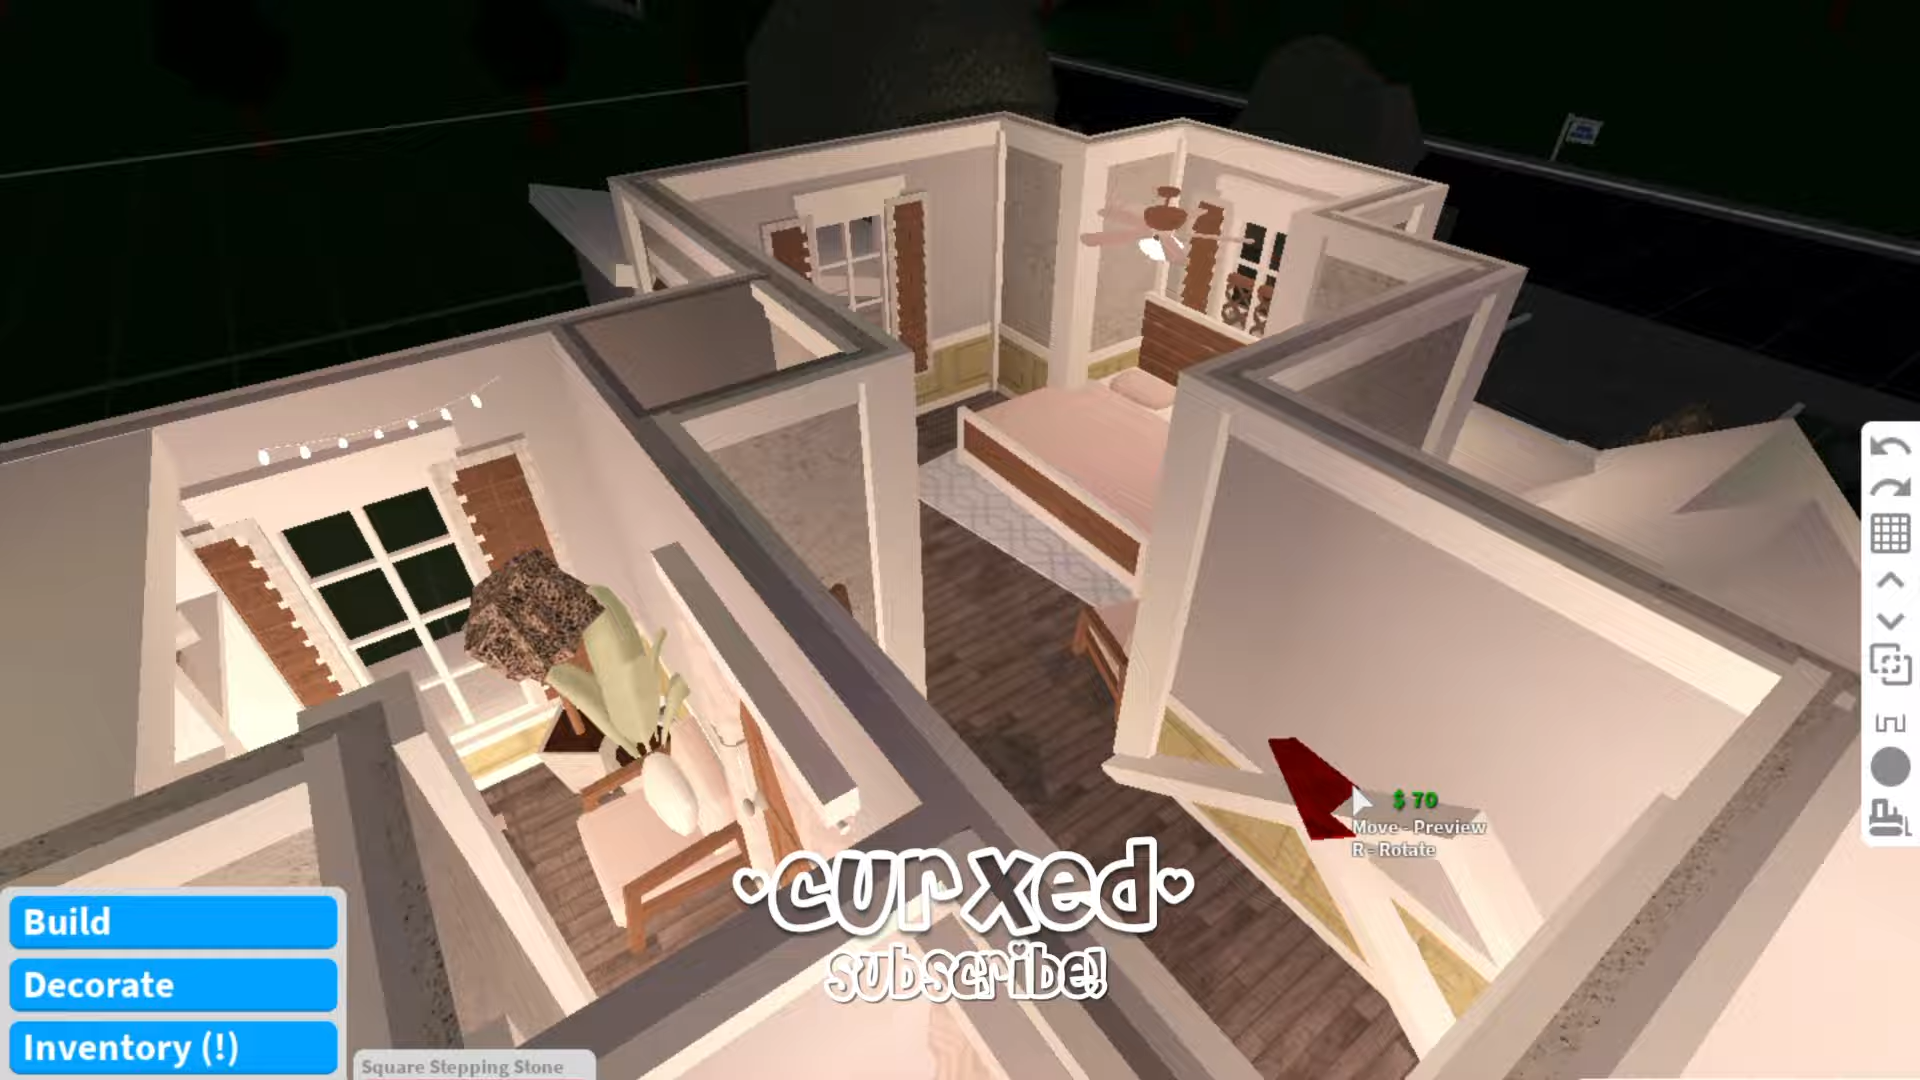 $ 70
Move - Preview
R - Rotate
•♡curxed♡•
subscribe!
Build
Decorate
Inventory (!)
Square Stepping Stone